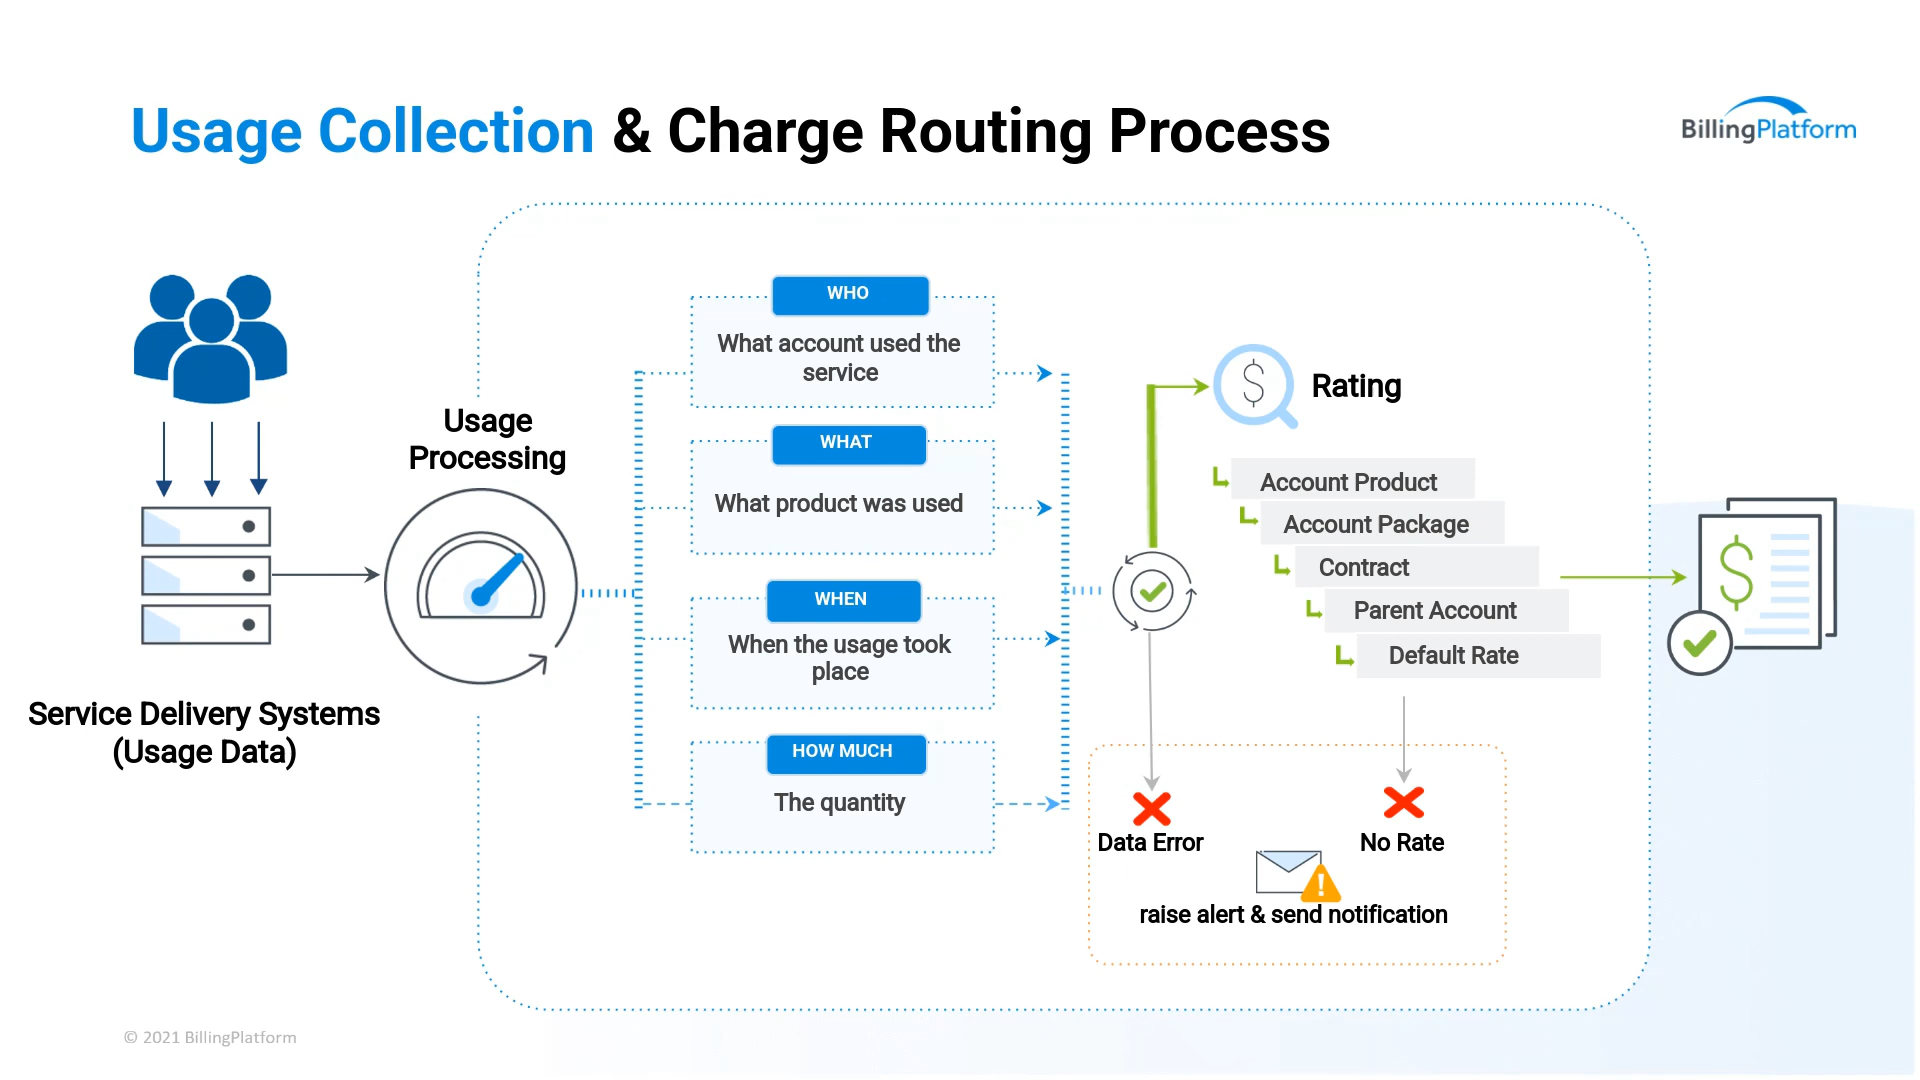 Usage Collection & Charge Routing Process
BillingPlatform
WHO
What account used the
service
Usage
Processing
WHAT
What product was used
WHEN
When the usage took
place
HOW MUCH
The quantity
Service Delivery Systems
(Usage Data)
$
Rating
Account Product
Account Package
Contract
Parent Account
Default Rate
$
Data Error
No Rate
!
raise alert & send notification
© 2021 BillingPlatform